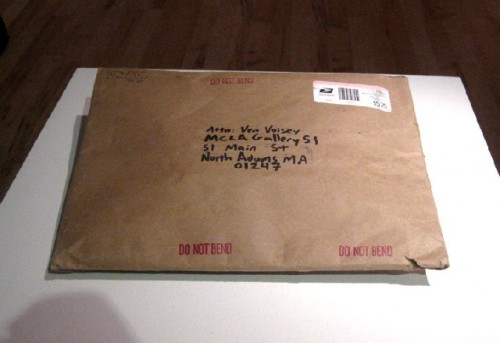 DO NOT BEND
Attn: Ven Voisey
MCLA Gallery 51
51 Main St
North Adams MA
01247
DO NOT BEND
DO NOT BEND